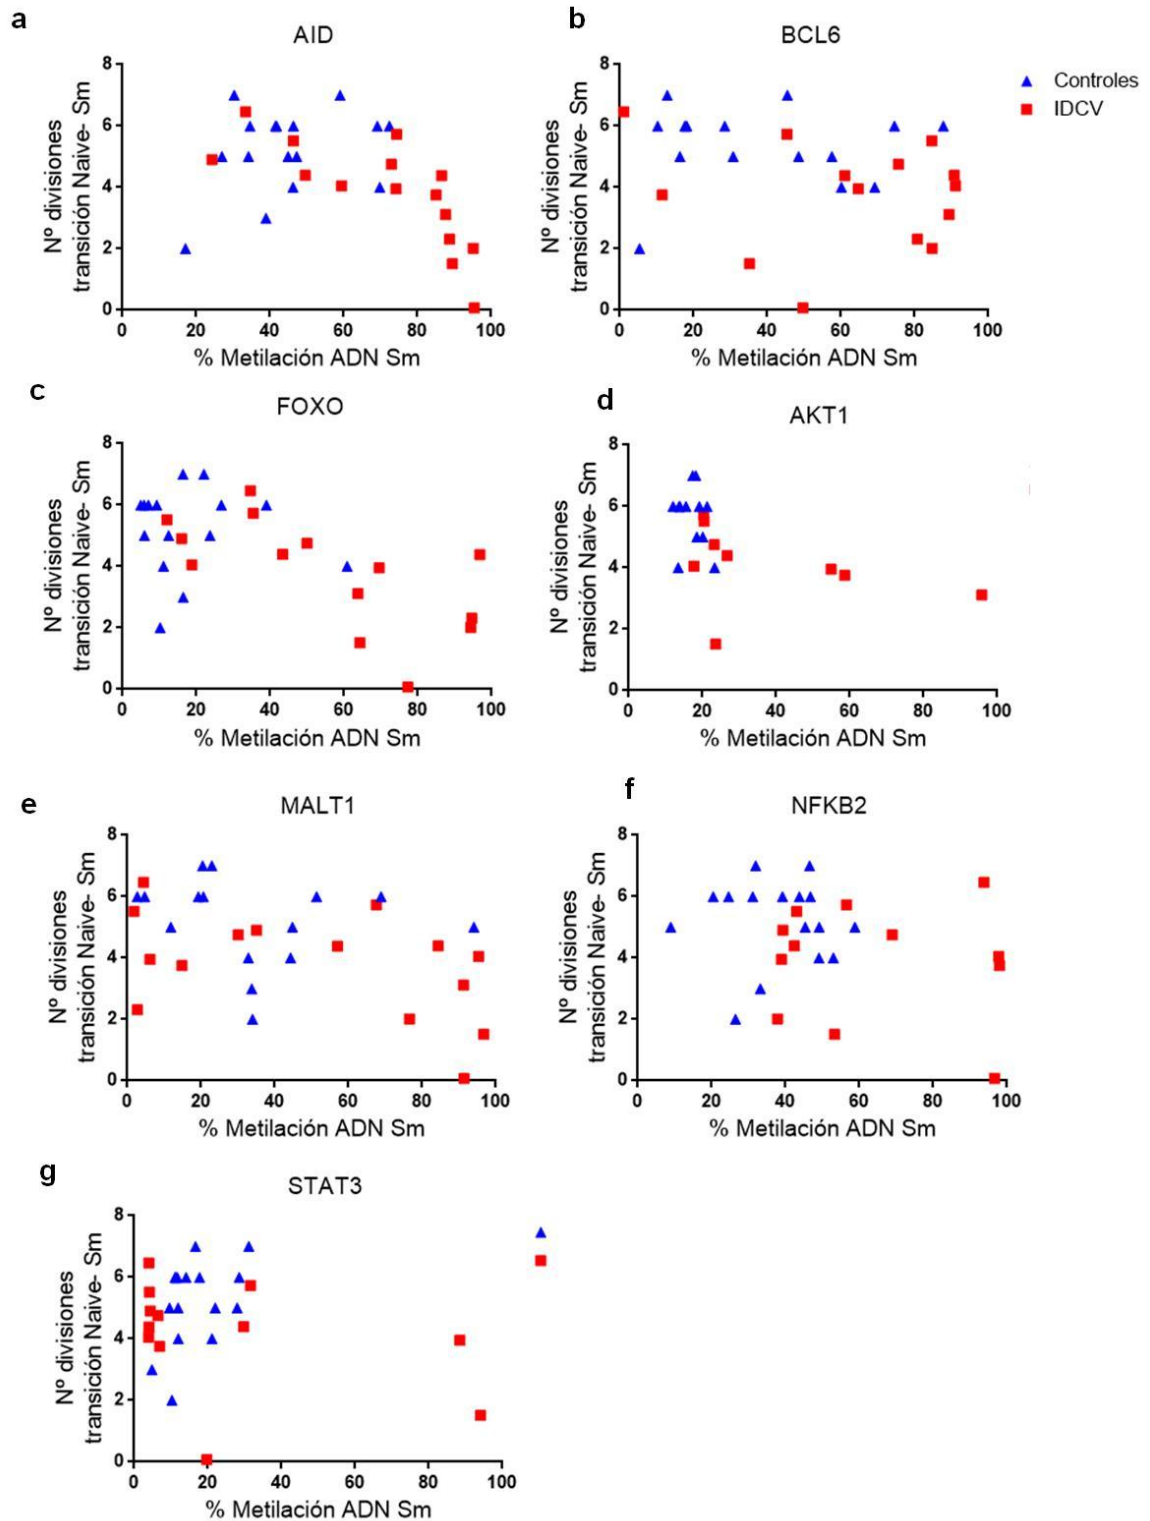 a
AID
Nº divisiones
transición Naive- Sm
8
6
4
2
0
0 20 40 60 80 100
% Metilación ADN Sm
b
BCL6
Nº divisiones
transición Naive- Sm
8
6
4
2
0
0 20 40 60 80 100
% Metilación ADN Sm
Controles
IDCV
c
FOXO
Nº divisiones
transición Naive- Sm
8
6
4
2
0
0 20 40 60 80 100
% Metilación ADN Sm
d
AKT1
Nº divisiones
transición Naive- Sm
8
6
4
2
0
0 20 40 60 80 100
% Metilación ADN Sm
e
MALT1
Nº divisiones
transición Naive- Sm
8
6
4
2
0
0 20 40 60 80 100
% Metilación ADN Sm
f
NFKB2
Nº divisiones
transición Naive- Sm
8
6
4
2
0
0 20 40 60 80 100
% Metilación ADN Sm
g
STAT3
Nº divisiones
transición Naive- Sm
8
6
4
2
0
0 20 40 60 80 100
% Metilación ADN Sm